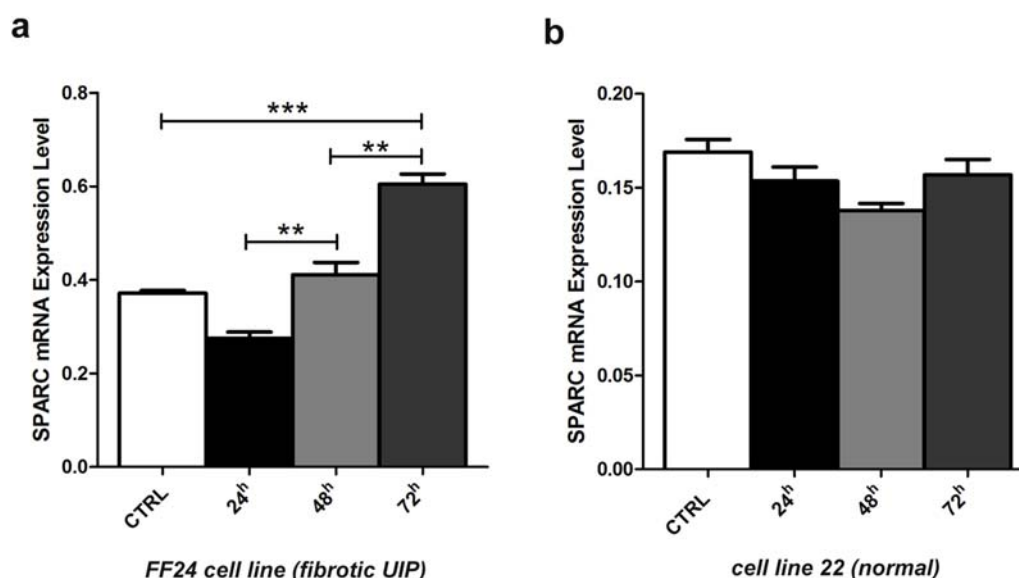 a
SPARC mRNA Expression Level
0.8
0.6
0.4
0.2
0.0
***
**
**
CTRL
24h
48h
72h
FF24 cell line (fibrotic UIP)
b
SPARC mRNA Expression Level
0.20
0.15
0.10
0.05
0.00
CTRL
24h
48h
72h
cell line 22 (normal)